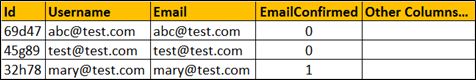 Id Username Email EmailConfirmed Other Columns...
69d47 abc@test.com abc@test.com 0
45g89 test@test.com test@test.com 0
32h78 mary@test.com mary@test.com 1